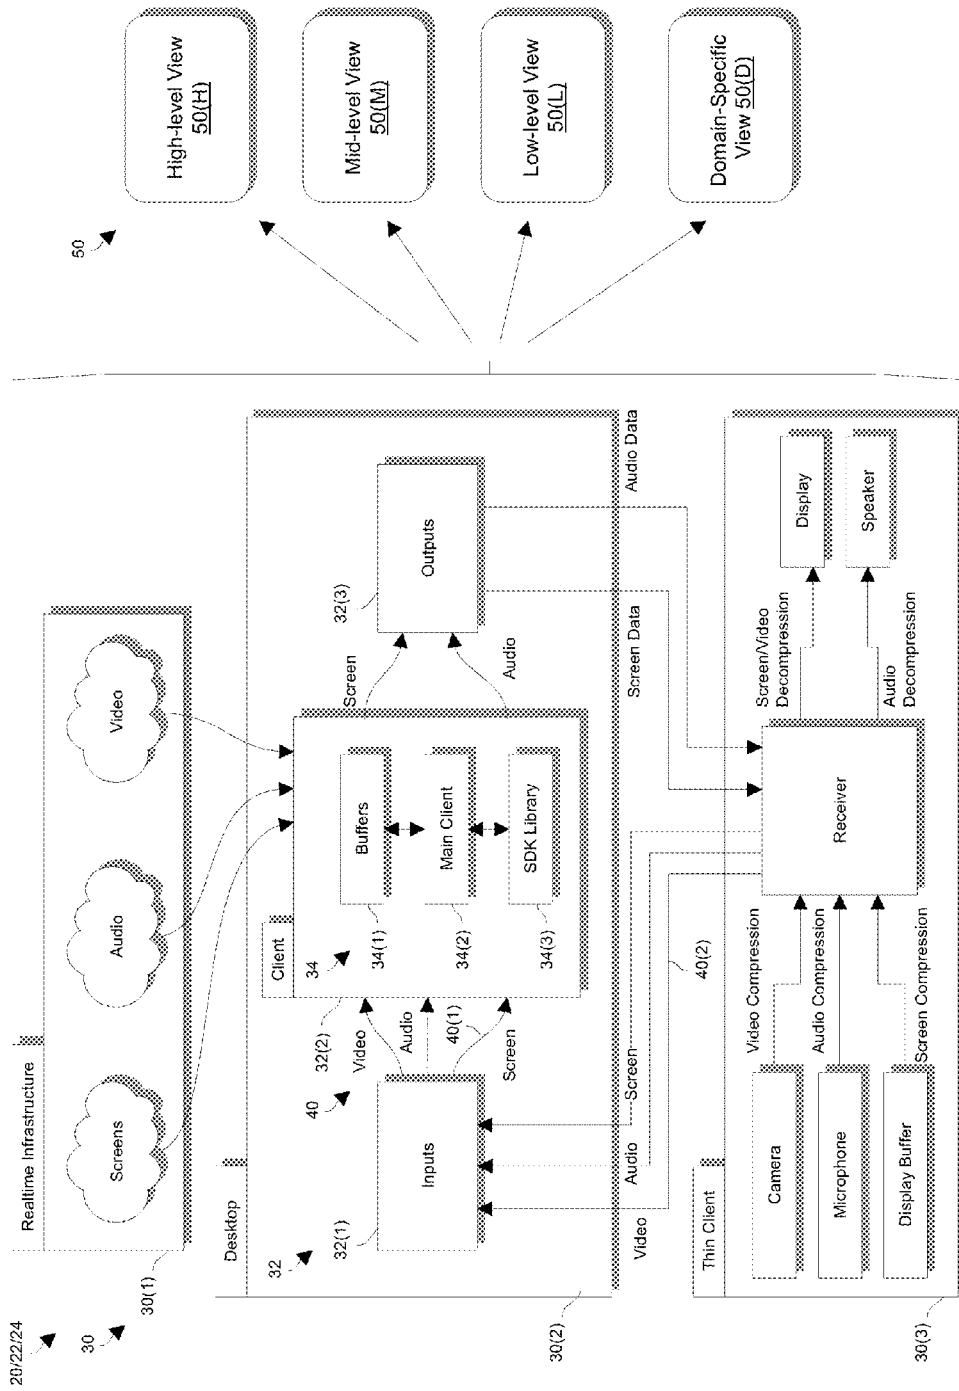 20/22/24
30
30(1)
Realtime Infrastructure
Screens
Audio
Video
Desktop
32
32(1)
Inputs
40
Video
Audio
40(1)
Screen
32(2)
Client
34
34(1)
Buffers
34(2)
Main Client
34(3)
SDK Library
Screen
Audio
32(3)
Outputs
30(2)
Video
Audio
Screen
40(2)
Screen Data
Audio Data
Thin Client
30(3)
Camera
Microphone
Display Buffer
Video Compression
Audio Compression
Screen Compression
Receiver
Screen/Video
Decompression
Audio
Decompression
Display
Speaker
50
High-level View
50(H)
Mid-level View
50(M)
Low-level View
50(L)
Domain-Specific
View 50(D)